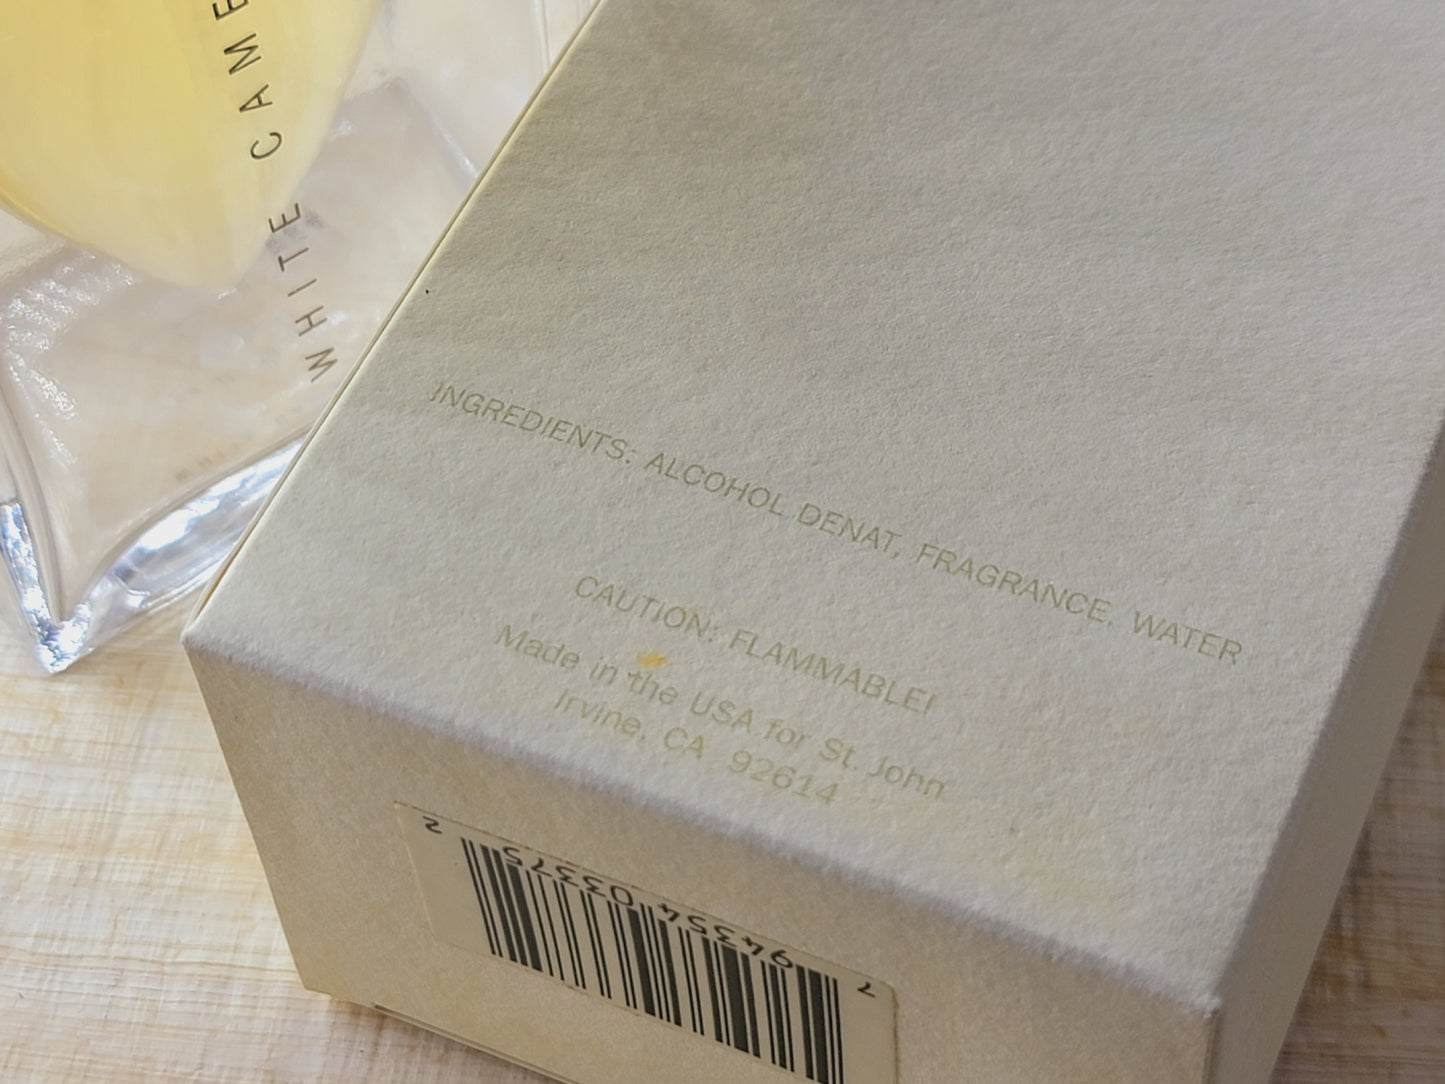 WHITE CAME
INGREDIENTS: ALCOHOL DENAT, FRAGRANCE, WATER
CAUTION: FLAMMABLE!
Made in the USA for St. John
Irvine, CA 92614
7 94354 03375 2